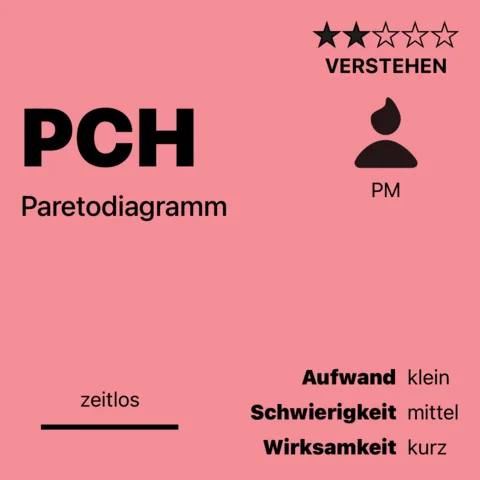 ★★☆☆☆
VERSTEHEN
PCH
Paretodiagramm
PM
zeitlos
Aufwand klein
Schwierigkeit mittel
Wirksamkeit kurz